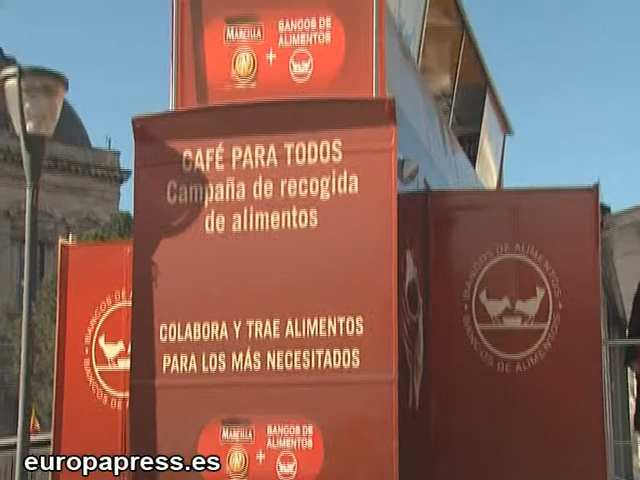 MARCILLA
BANCOS DE
ALIMENTOS
+
CAFÉ PARA TODOS
Campaña de recogida
de alimentos
COLABORA Y TRAE ALIMENTOS
PARA LOS MÁS NECESITADOS
MARCILLA
BANCOS DE
ALIMENTOS
+
BANCOS DE ALIMENTOS
BANCOS DE ALIMENTOS
europapress.es